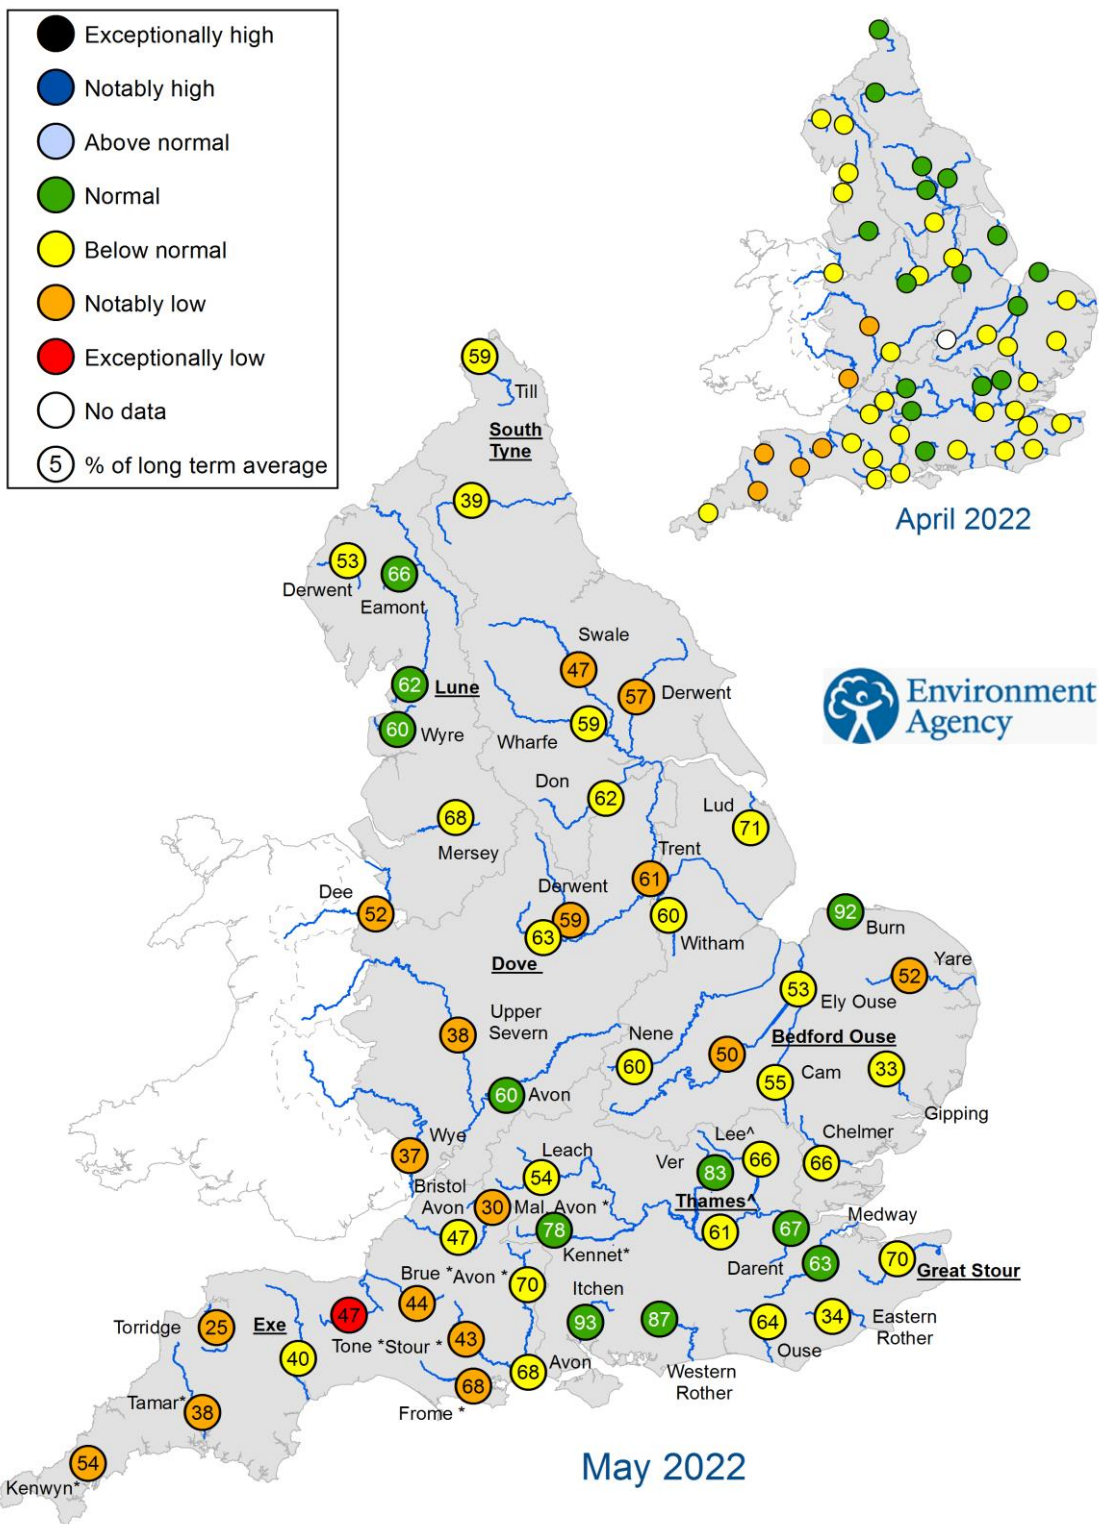 Exceptionally high
Notably high
Above normal
Normal
Below normal
Notably low
Exceptionally low
No data
5 % of long term average
April 2022
Environment
Agency
59
Till
South
Tyne
39
53
Derwent
66
Eamont
Swale
47
57
Derwent
62
Lune
60
Wyre
59
Wharfe
Don
62
Lud
71
68
Mersey
Trent
61
Dee
52
Derwent
59
63
Dove
60
Witham
92
Burn
Yare
52
53
Ely Ouse
Upper
Severn
38
Nene
60
Bedford Ouse
50
Cam
55
33
Gipping
60
Avon
Wye
37
Lee^
66
Chelmer
66
Ver
83
Leach
54
Thames^
61
Bristol
Avon
47
30
Mal. Avon *
78
Kennet*
67
Darent
Medway
63
70
Great Stour
Brue *
44
Avon *
70
Itchen
93
87
Western
Rother
64
Ouse
34
Eastern
Rother
Torridge
25
Exe
40
47
Tone *
Stour *
43
68
Avon
68
Frome *
Tamar*
38
54
Kenwyn*
May 2022